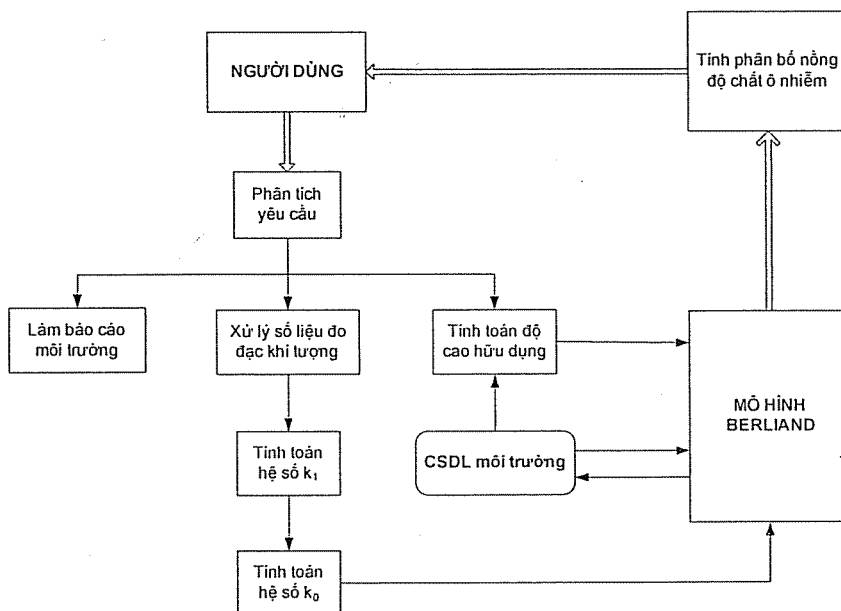 NGƯỜI DÙNG
Tính phân bố nồng
độ chất ô nhiễm
Phân tích
yêu cầu
Làm báo cáo
môi trường
Xử lý số liệu đo
đạc khí tượng
Tính toán độ
cao hữu dụng
MÔ HÌNH
BERLIAND
Tính toán
hệ số k₁
CSDL môi trường
Tính toán
hệ số k₀